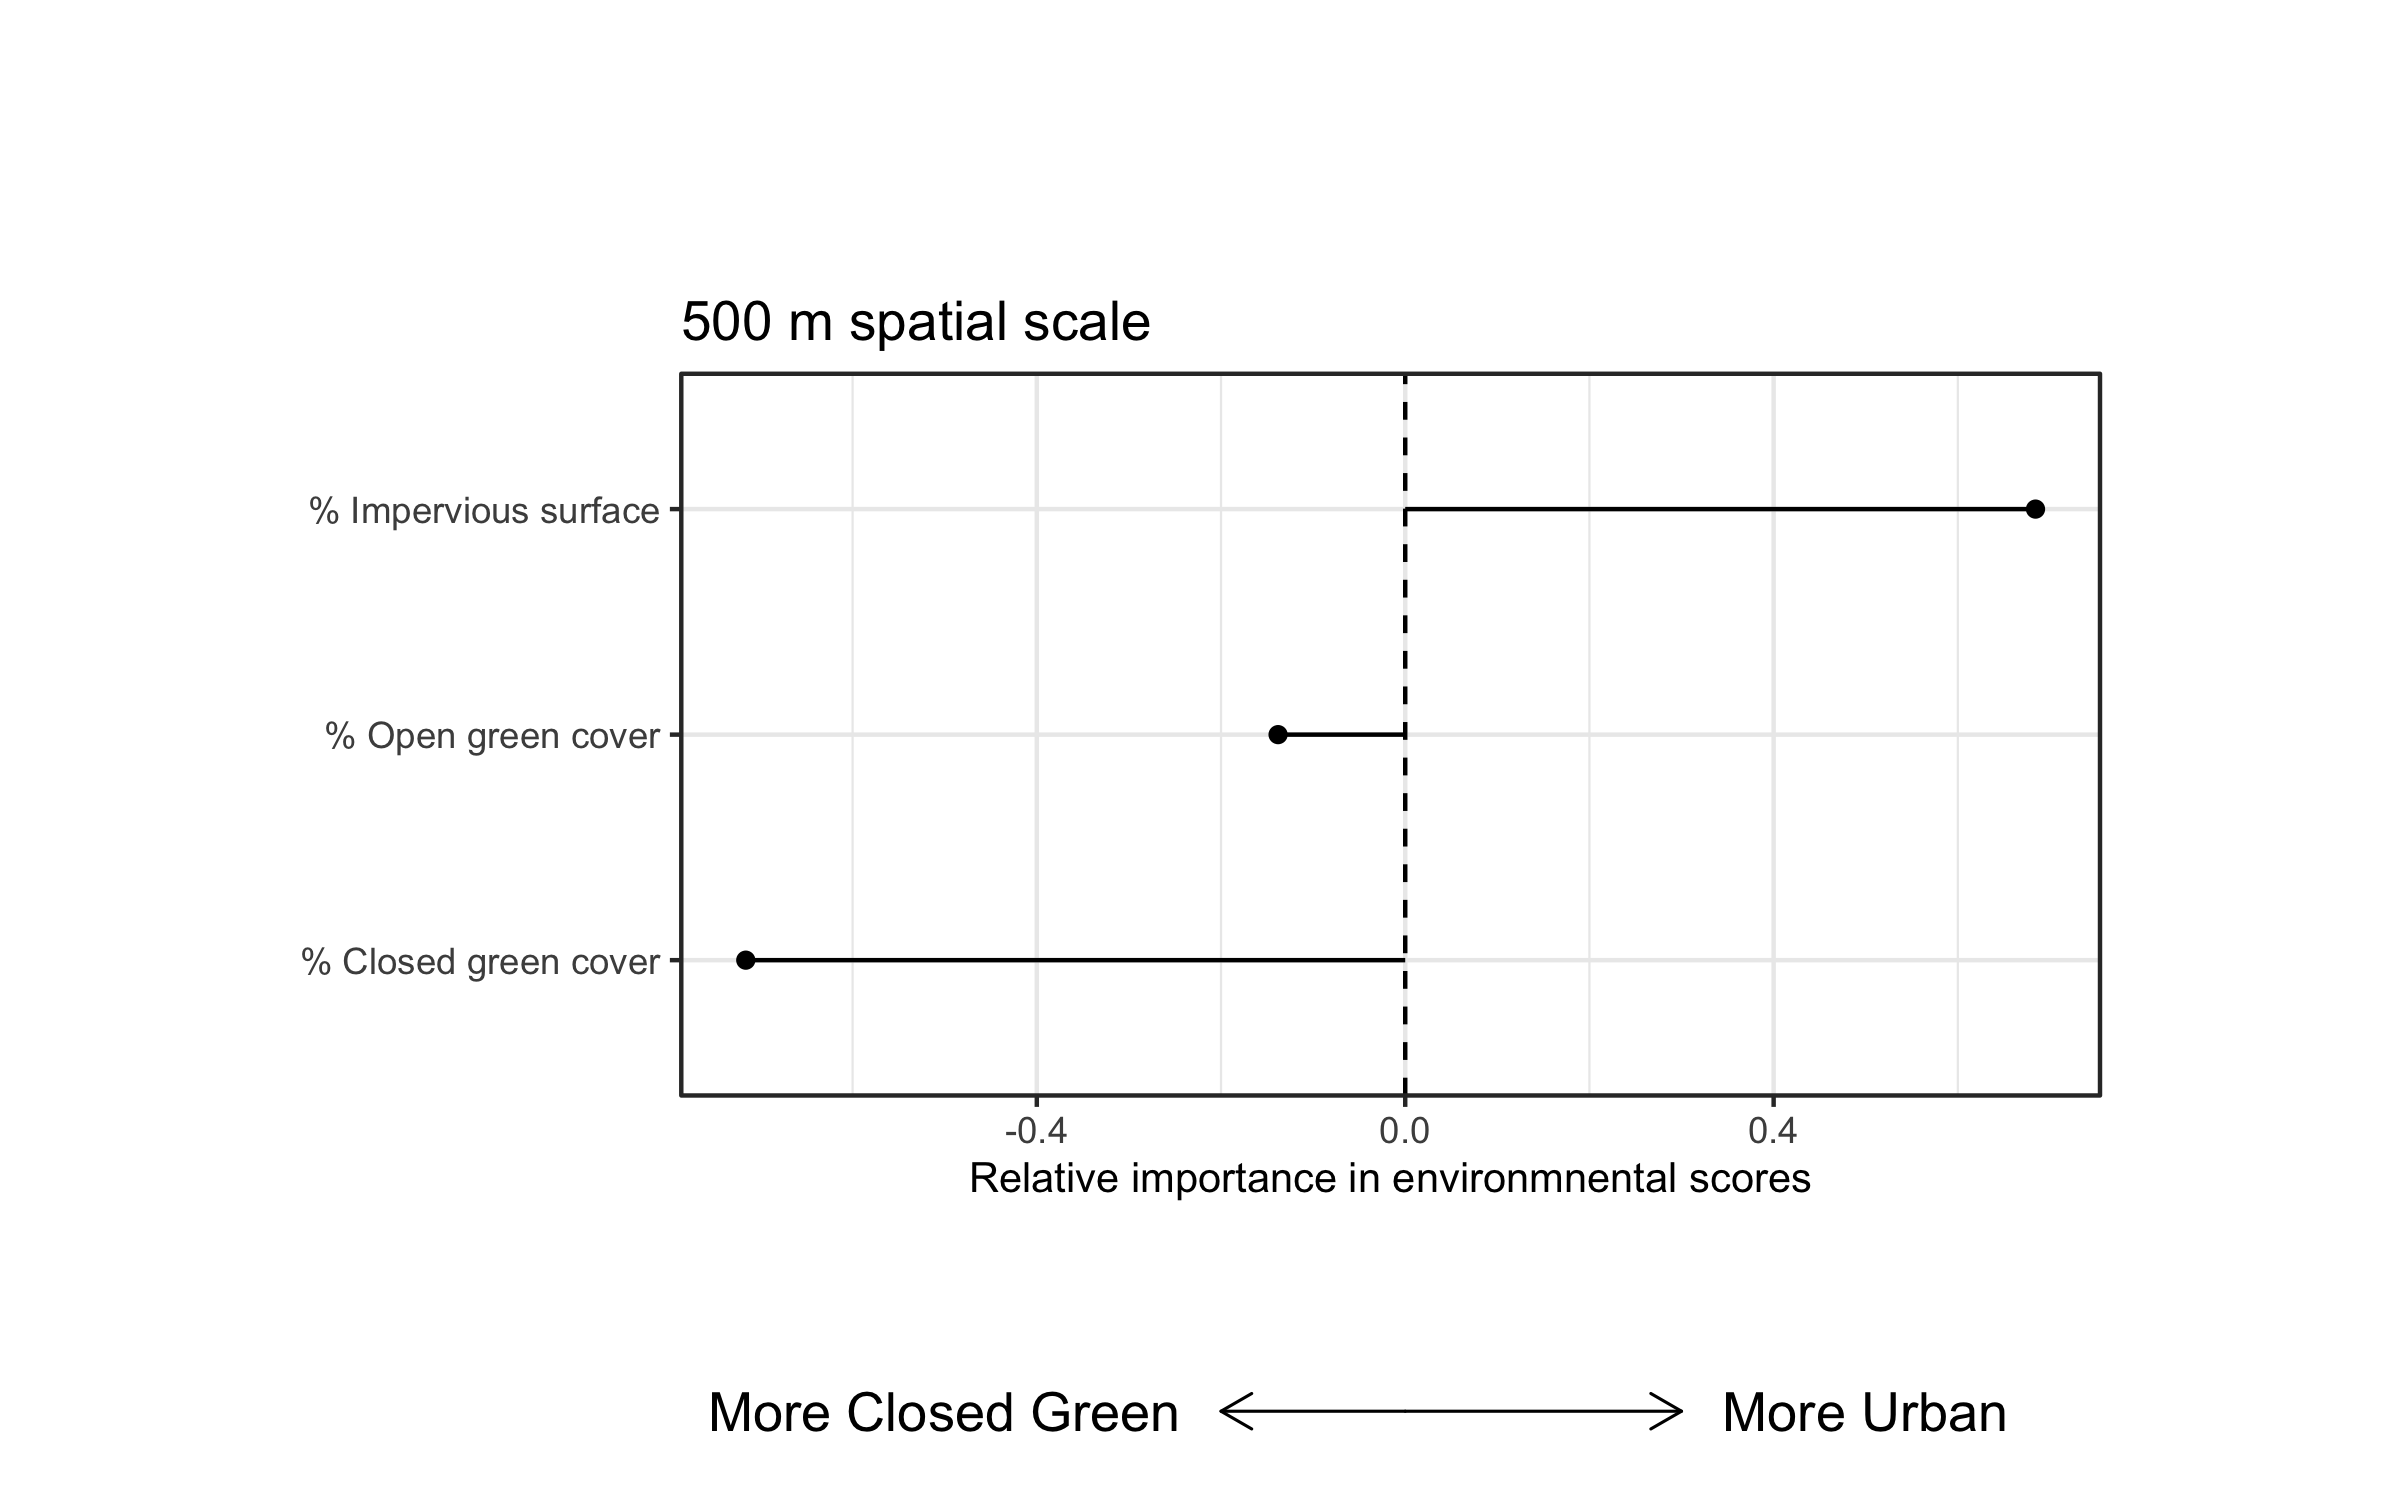 500 m spatial scale
% Impervious surface
% Open green cover
% Closed green cover
-0.4 0.0 0.4
Relative importance in environmnental scores
More Closed Green More Urban